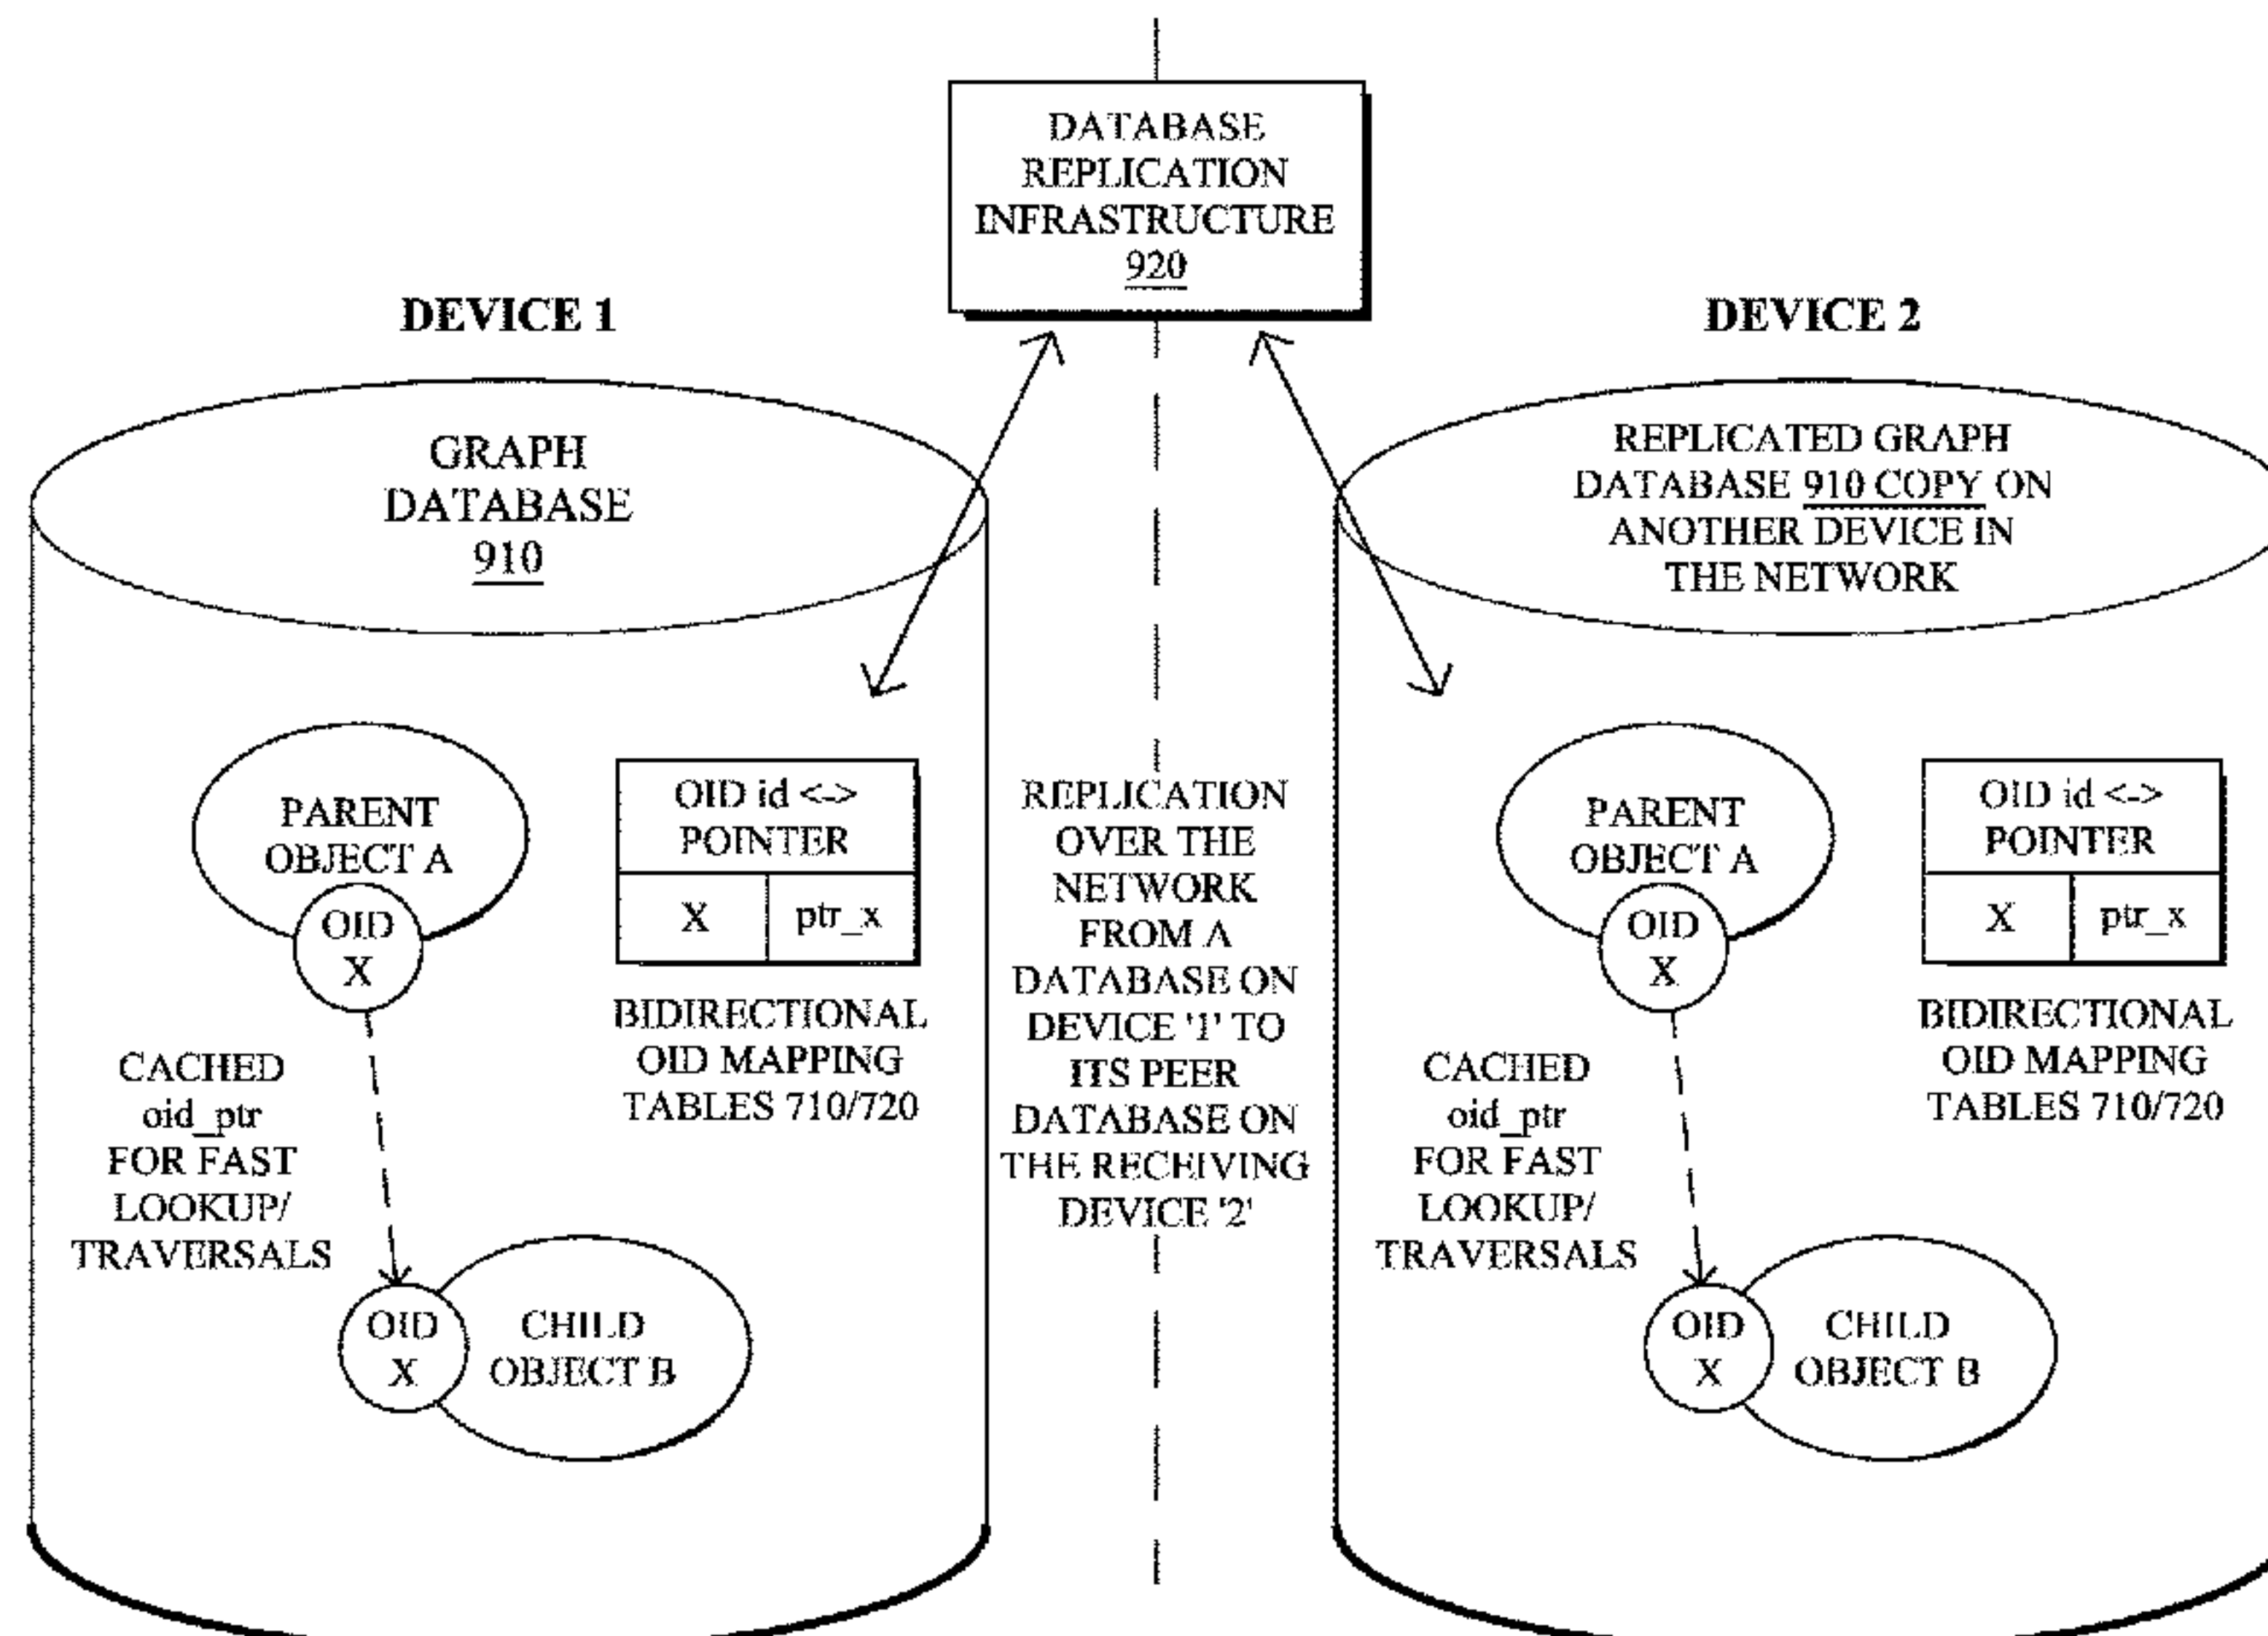 DATABASE
REPLICATION
INFRASTRUCTURE
920
DEVICE 1
GRAPH
DATABASE
910
PARENT
OBJECT A
OID
X
OID id <->
POINTER
X
ptr_x
BIDIRECTIONAL
OID MAPPING
TABLES 710/720
CACHED
oid_ptr
FOR FAST
LOOKUP/
TRAVERSALS
OID
X
CHILD
OBJECT B
REPLICATION
OVER THE
NETWORK
FROM A
DATABASE ON
DEVICE '1' TO
ITS PEER
DATABASE ON
THE RECEIVING
DEVICE '2'
DEVICE 2
REPLICATED GRAPH
DATABASE 910 COPY ON
ANOTHER DEVICE IN
THE NETWORK
PARENT
OBJECT A
OID
X
OID id <->
POINTER
X
ptr_x
BIDIRECTIONAL
OID MAPPING
TABLES 710/720
CACHED
oid_ptr
FOR FAST
LOOKUP/
TRAVERSALS
OID
X
CHILD
OBJECT B